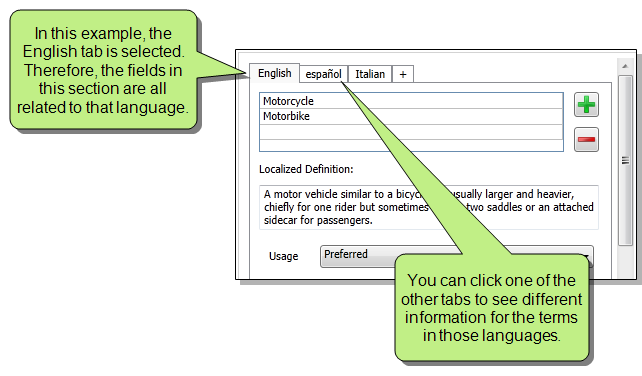 In this example, the
English tab is selected.
Therefore, the fields in
this section are all
related to that language.
English español Italian +
Motorcycle
Motorbike
Localized Definition:
A motor vehicle similar to a bicycle usually larger and heavier,
chiefly for one rider but sometimes two saddles or an attached
sidecar for passengers.
Usage Preferred
You can click one of the
other tabs to see different
information for the terms
in those languages.